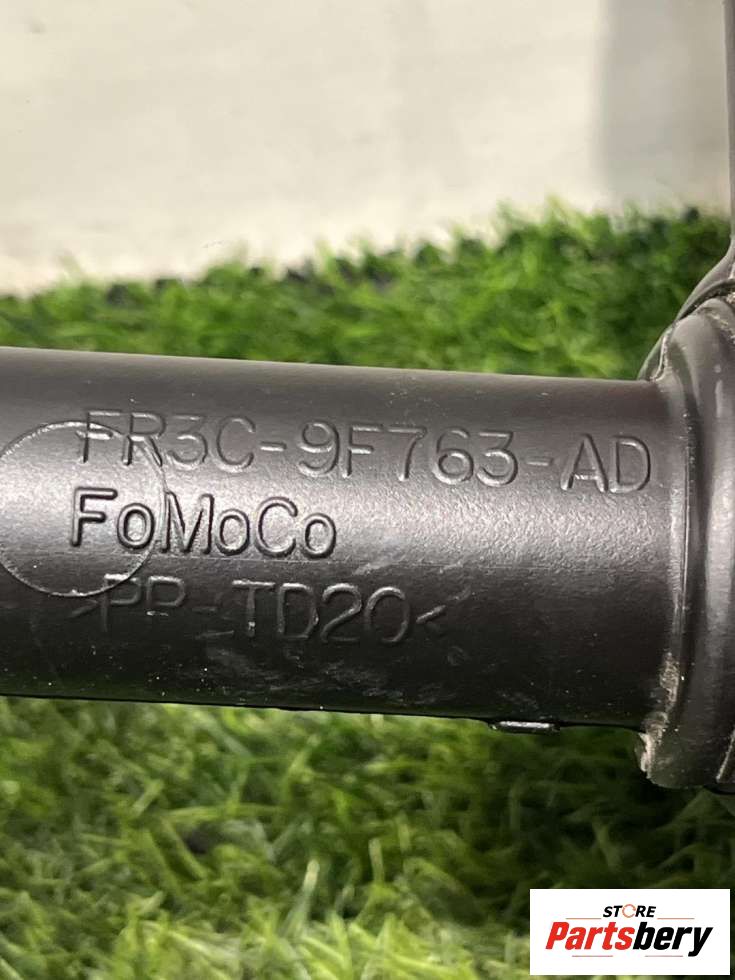 FR3C-9F763-AD
FoMoCo
>PP-TD20<
STORE
Partsbery